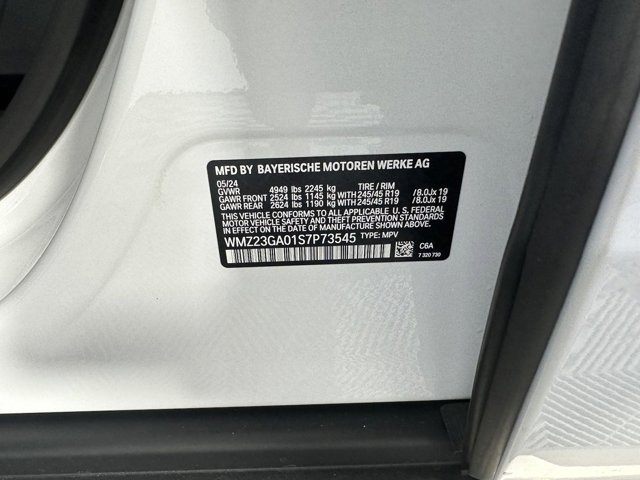 MFD BY BAYERISCHE MOTOREN WERKE AG
05/24
GVWR 4949 lbs 2245 kg TIRE / RIM
GAWR FRONT 2524 lbs 1145 kg WITH 245/45 R19 /8.0Jx 19
GAWR REAR 2624 lbs 1190 kg WITH 245/45 R19 /8.0Jx 19
THIS VEHICLE CONFORMS TO ALL APPLICABLE U. S. FEDERAL
MOTOR VEHICLE SAFETY AND THEFT PREVENTION STANDARDS
IN EFFECT ON THE DATE OF MANUFACTURE SHOWN ABOVE.
WMZ23GA01S7P73545 TYPE: MPV
C6A
7 320 730